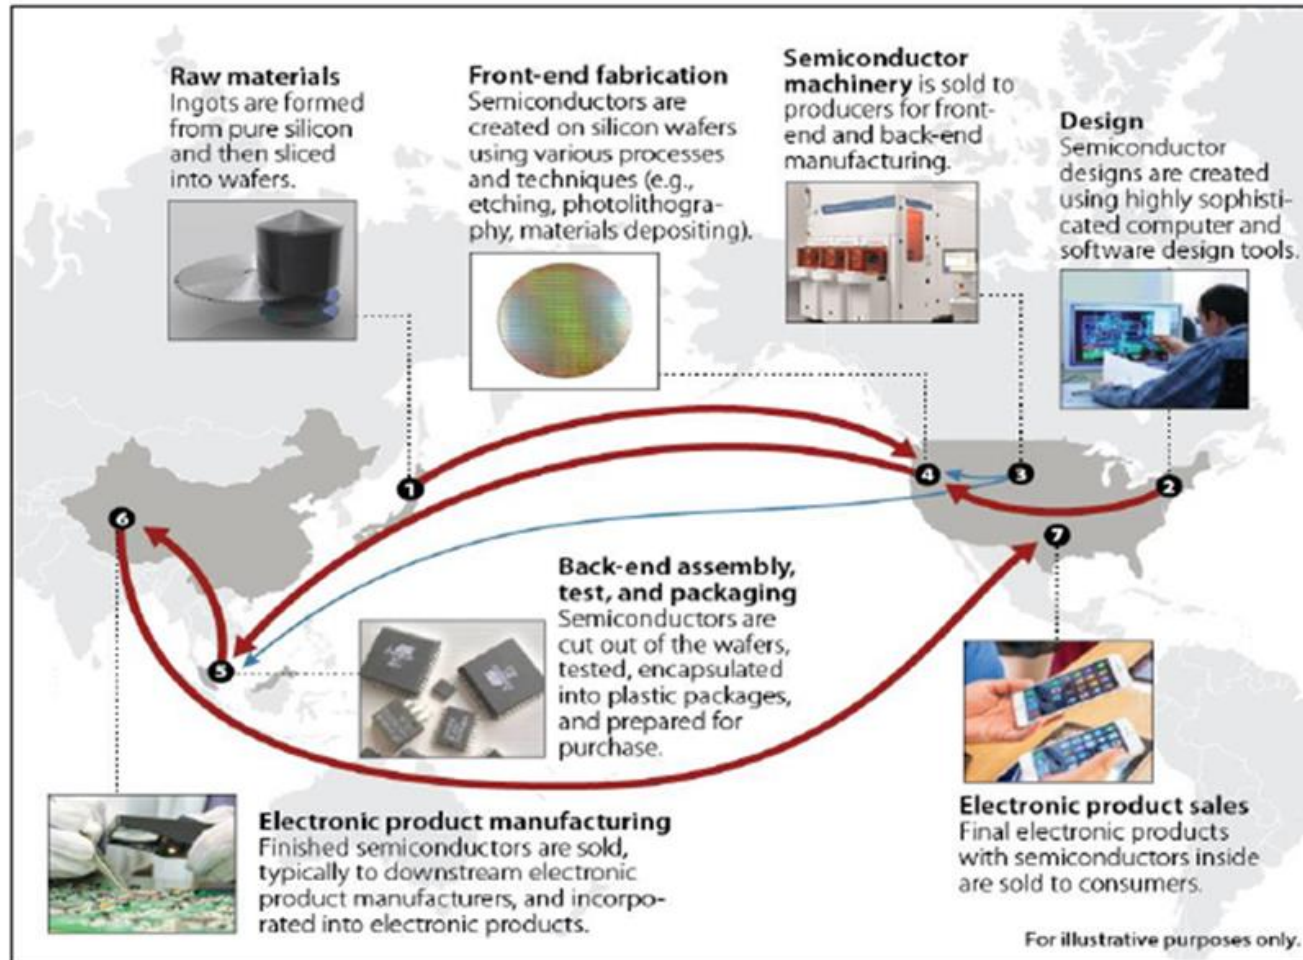 Raw materials
Ingots are formed
from pure silicon
and then sliced
into wafers.
Front-end fabrication
Semiconductors are
created on silicon wafers
using various processes
and techniques (e.g.,
etching, photolithogra-
phy, materials depositing).
Semiconductor
machinery is sold to
producers for front-
end and back-end
manufacturing.
Design
Semiconductor
designs are created
using highly sophisti-
cated computer and
software design tools.
1
4
3
2
6
7
5
Back-end assembly,
test, and packaging
Semiconductors are
cut out of the wafers,
tested, encapsulated
into plastic packages,
and prepared for
purchase.
Electronic product manufacturing
Finished semiconductors are sold,
typically to downstream electronic
product manufacturers, and incorpo-
rated into electronic products.
Electronic product sales
Final electronic products
with semiconductors inside
are sold to consumers.
For illustrative purposes only.